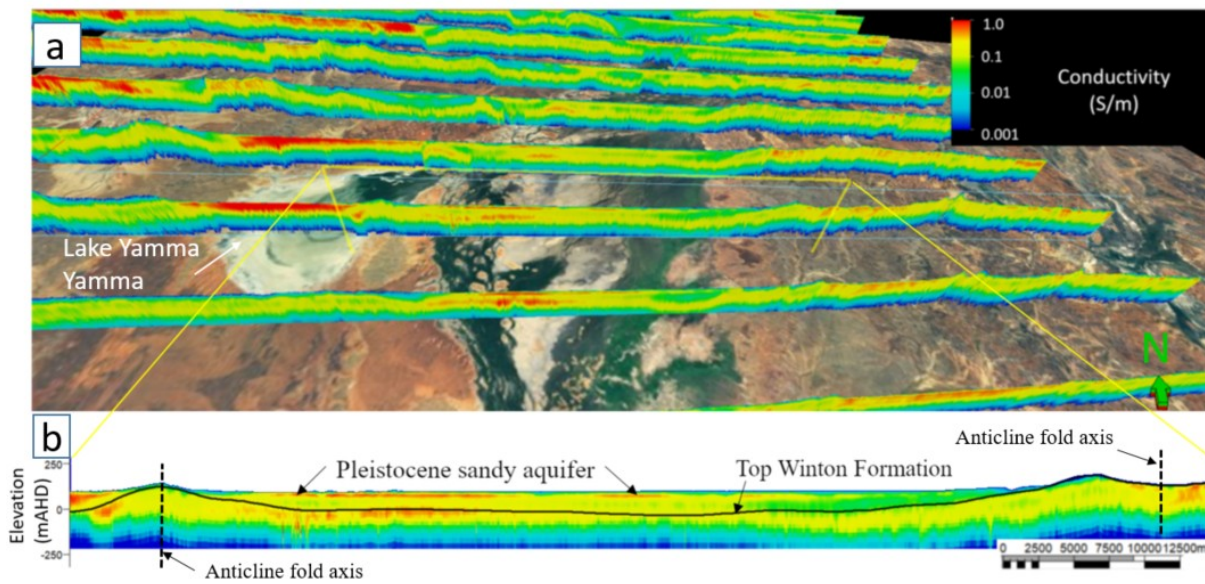 a
1.0
0.1
0.01
0.001
Conductivity
(S/m)
Lake Yamma
Yamma
N
b
Elevation
(mAHD)
250
0
-250
Anticline fold axis
Pleistocene sandy aquifer
Top Winton Formation
Anticline fold axis
0 2500 5000 7500 10000 12500m